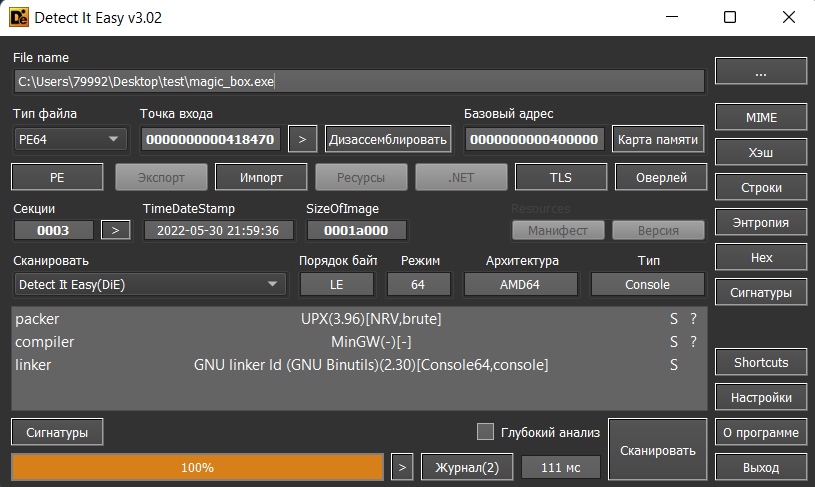 Detect It Easy v3.02
File name
C:\Users\79992\Desktop\test\magic_box.exe
...
Тип файла Точка входа Базовый адрес
PE64 0000000000418470 > Дизассемблировать 0000000000400000 Карта памяти
MIME
PE Экспорт Импорт Ресурсы .NET TLS Оверлей
Хэш
Секции TimeDateStamp SizeOfImage Resources
Строки
0003 > 2022-05-30 21:59:36 0001a000 Манифест Версия
Энтропия
Сканировать Порядок байт Режим Архитектура Тип
Hex
Detect It Easy(DiE) LE 64 AMD64 Console
Сигнатуры
packer UPX(3.96)[NRV,brute] S ?
compiler MinGW(-)[-] S ?
linker GNU linker ld (GNU Binutils)(2.30)[Console64,console] S
Shortcuts
Настройки
Сигнатуры Глубокий анализ Сканировать О программе
100% > Журнал(2) 111 мс Выход